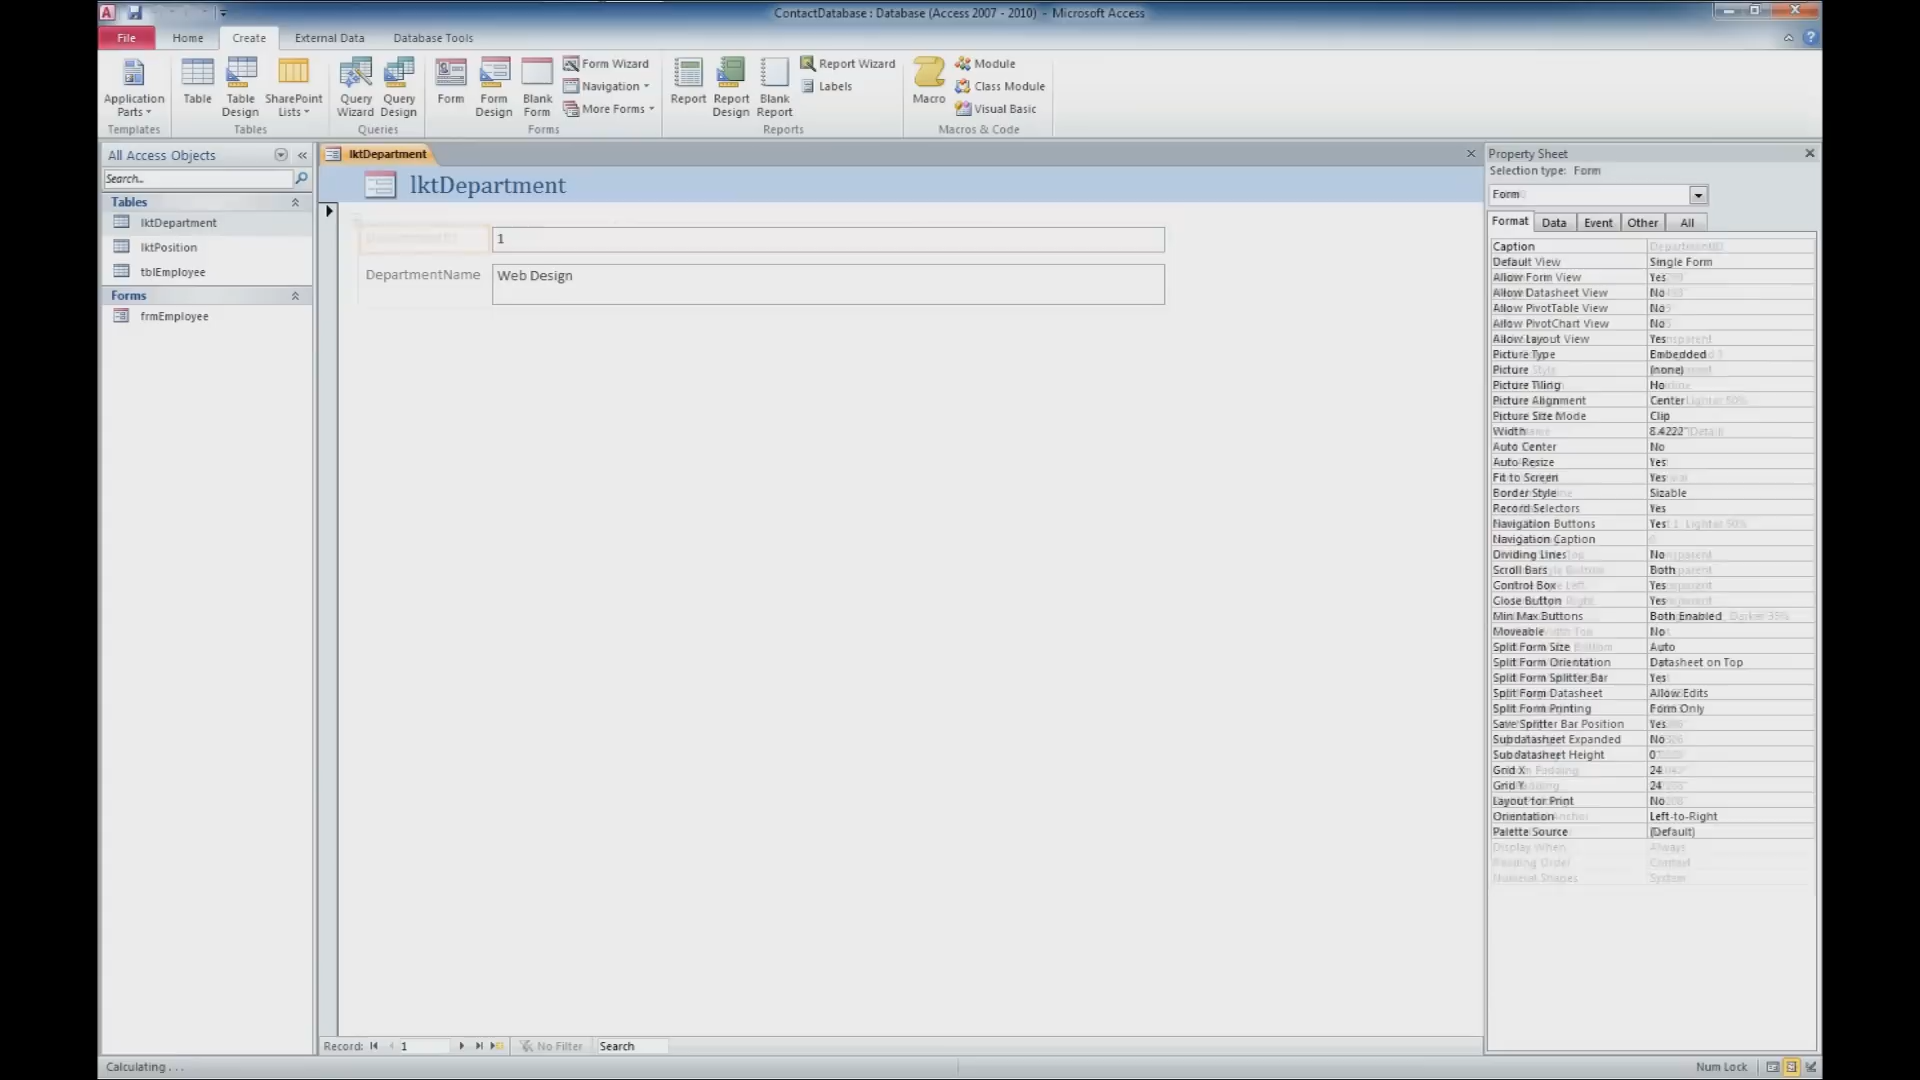 ContactDatabase : Database (Access 2007 - 2010) - Microsoft Access
File Home Create External Data Database Tools
Application Parts
Table
Table Design
SharePoint Lists
Query Wizard
Query Design
Form
Form Design
Blank Form
Form Wizard
Navigation
More Forms
Report
Report Design
Blank Report
Report Wizard
Labels
Macro
Module
Class Module
Visual Basic
Templates Tables Queries Forms Reports Macros & Code
All Access Objects
Search...
Tables
lktDepartment
lktPosition
tblEmployee
Forms
frmEmployee
lktDepartment
lktDepartment
1
DepartmentName Web Design
Record: 1 No Filter Search
Property Sheet
Selection type: Form
Form
Format Data Event Other All
Caption
Default View Single Form
Allow Form View Yes
Allow Datasheet View No
Allow PivotTable View No
Allow PivotChart View No
Allow Layout View Yes
Picture Type Embedded
Picture (none)
Picture Tiling No
Picture Alignment Center
Picture Size Mode Clip
Width 8.4222"
Auto Center No
Auto Resize Yes
Fit to Screen Yes
Border Style Sizable
Record Selectors Yes
Navigation Buttons Yes
Navigation Caption
Dividing Lines No
Scroll Bars Both
Control Box Yes
Close Button Yes
Min Max Buttons Both Enabled
Moveable No
Split Form Size Auto
Split Form Orientation Datasheet on Top
Split Form Splitter Bar Yes
Split Form Datasheet Allow Edits
Split Form Printing Form Only
Save Splitter Bar Position Yes
Subdatasheet Expanded No
Subdatasheet Height 0"
Grid X 24
Grid Y 24
Layout for Print No
Orientation Left-to-Right
Palette Source (Default)
Display When Always
Reading Order Context
Numeral Shapes System
Calculating . . .
Num Lock